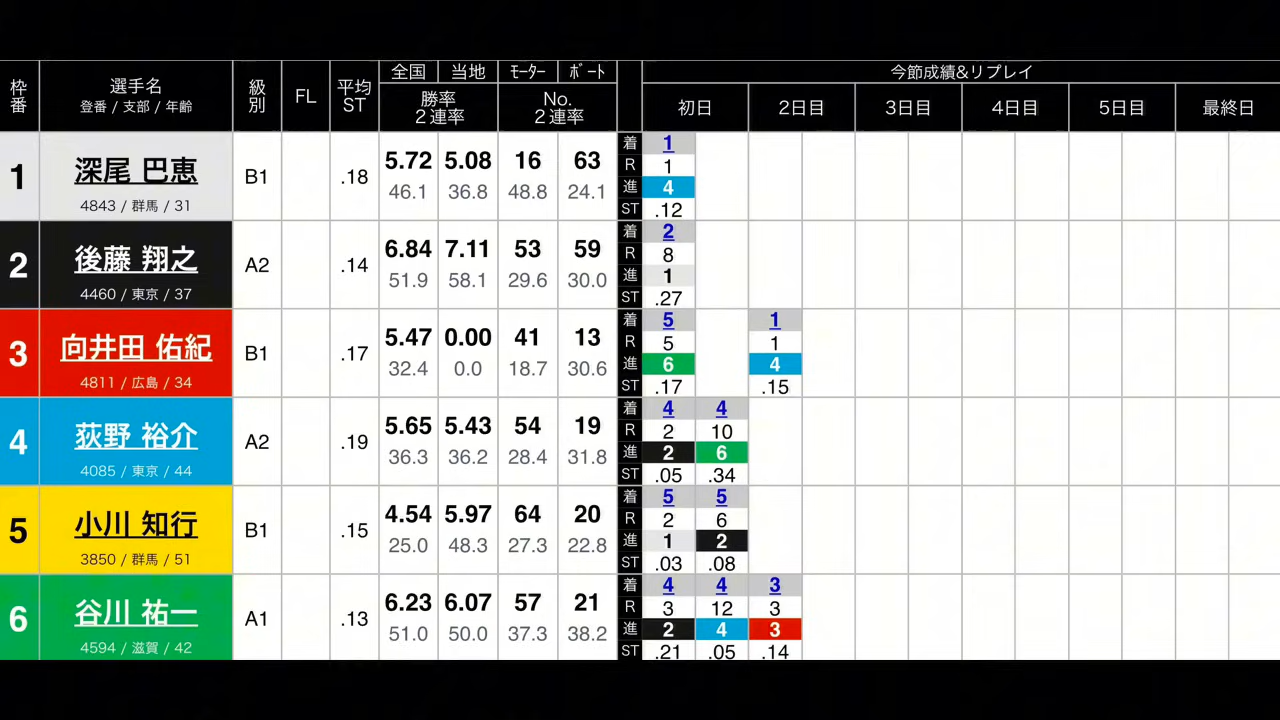 枠番 選手名 登番 / 支部 / 年齢 級別 FL 平均ST 全国 当地 ﾓｰﾀｰ ﾎﾞｰﾄ 今節成績&リプレイ
勝率 2連率 No. 2連率 初日 2日目 3日目 4日目 5日目 最終日
1 深尾 巴恵 B1 .18 5.72 5.08 16 63 着 1
4843 / 群馬 / 31 46.1 36.8 48.8 24.1 R 1
進 4
ST .12
2 後藤 翔之 A2 .14 6.84 7.11 53 59 着 2
4460 / 東京 / 37 51.9 58.1 29.6 30.0 R 8
進 1
ST .27
3 向井田 佑紀 B1 .17 5.47 0.00 41 13 着 5 1
4811 / 広島 / 34 32.4 0.0 18.7 30.6 R 5 1
進 6 4
ST .17 .15
4 荻野 裕介 A2 .19 5.65 5.43 54 19 着 4 4
4085 / 東京 / 44 36.3 36.2 28.4 31.8 R 2 10
進 2 6
ST .05 .34
5 小川 知行 B1 .15 4.54 5.97 64 20 着 5 5
3850 / 群馬 / 51 25.0 48.3 27.3 22.8 R 2 6
進 1 2
ST .03 .08
6 谷川 祐一 A1 .13 6.23 6.07 57 21 着 4 4 3
4594 / 滋賀 / 42 51.0 50.0 37.3 38.2 R 3 12 3
進 2 4 3
ST .21 .05 .14